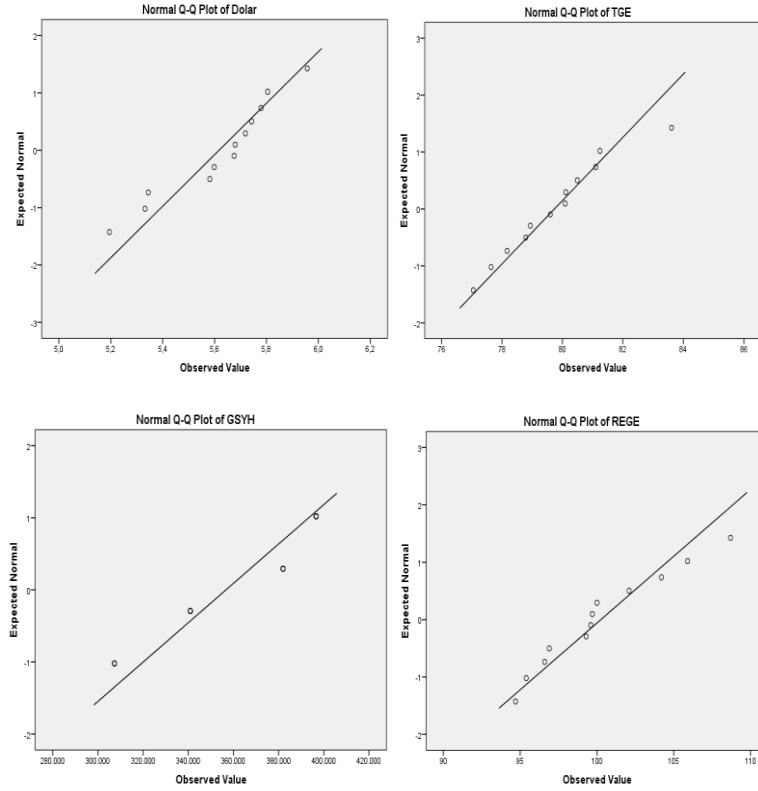 Normal Q-Q Plot of Dolar
2
1
0
-1
-2
-3
Expected Normal
5,0 5,2 5,4 5,6 5,8 6,0 6,2
Observed Value
Normal Q-Q Plot of TGE
3
2
1
0
-1
-2
Expected Normal
76 78 80 82 84 86
Observed Value
Normal Q-Q Plot of GSYH
2
1
0
-1
-2
Expected Normal
280.000 300.000 320.000 340.000 360.000 380.000 400.000 420.000
Observed Value
Normal Q-Q Plot of REGE
3
2
1
0
-1
-2
Expected Normal
90 95 100 105 110
Observed Value